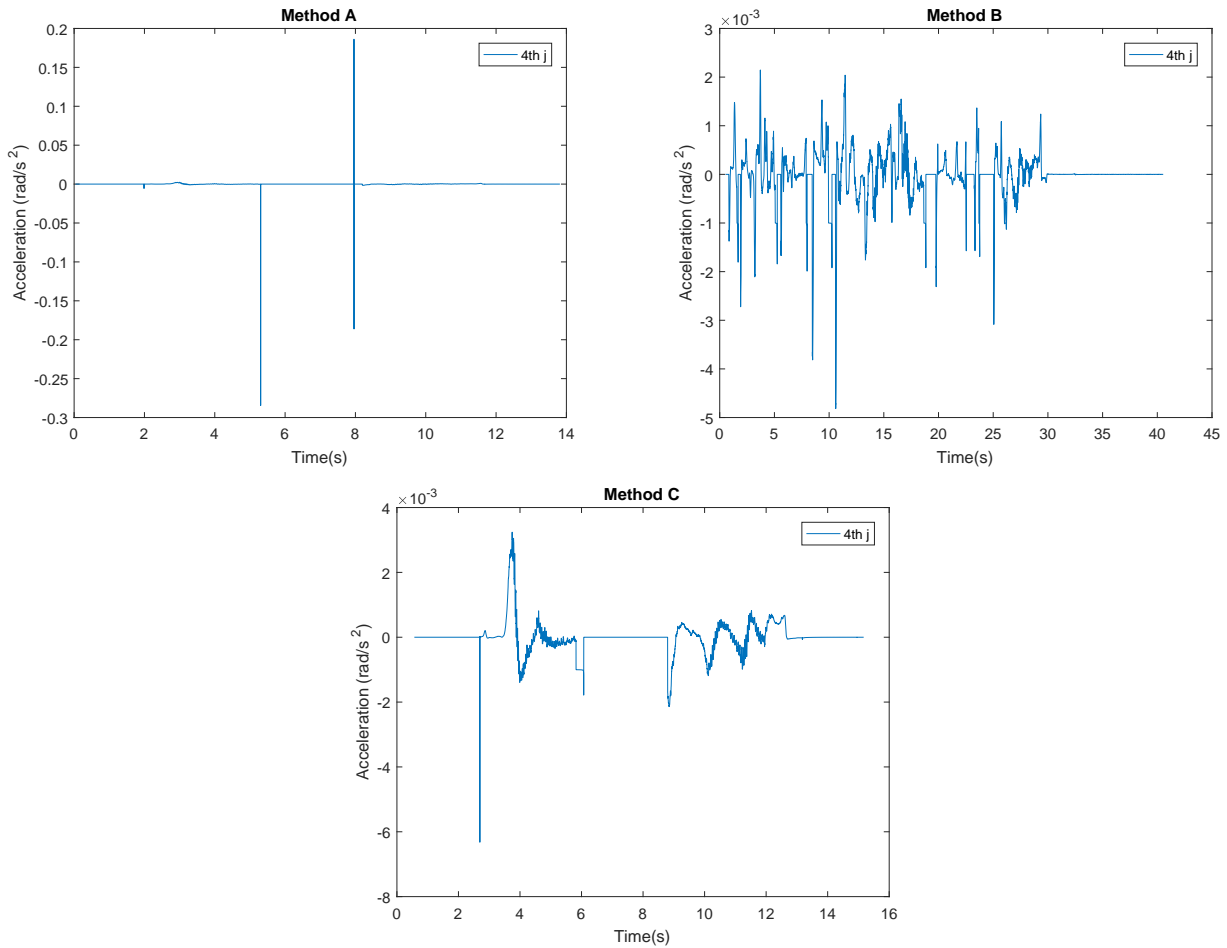 Method A
0.2
0.15
0.1
0.05
0
-0.05
-0.1
-0.15
-0.2
-0.25
-0.3
Acceleration (rad/s ²)
4th j
0 2 4 6 8 10 12 14
Time(s)
Method B
×10⁻³
3
2
1
0
-1
-2
-3
-4
-5
Acceleration (rad/s ²)
4th j
0 5 10 15 20 25 30 35 40 45
Time(s)
Method C
×10⁻³
4
2
0
-2
-4
-6
-8
Acceleration (rad/s ²)
4th j
0 2 4 6 8 10 12 14 16
Time(s)